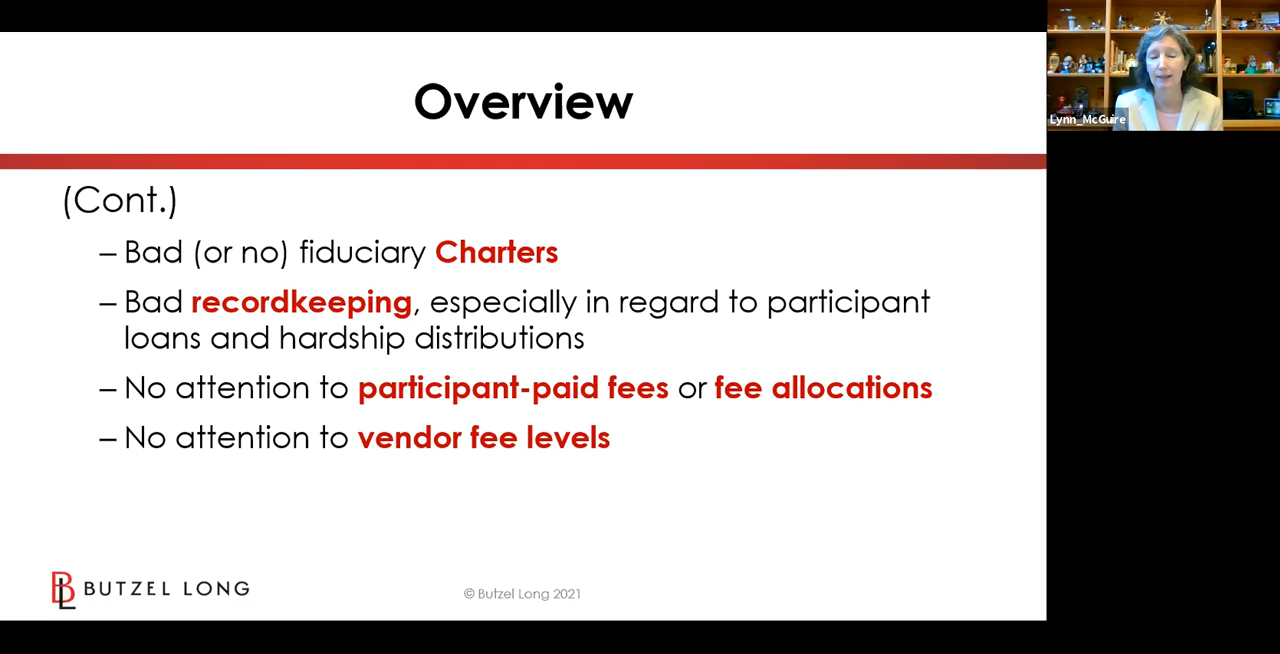 Overview
(Cont.)
– Bad (or no) fiduciary Charters
– Bad recordkeeping, especially in regard to participant
loans and hardship distributions
– No attention to participant-paid fees or fee allocations
– No attention to vendor fee levels
BL BUTZEL LONG
© Butzel Long 2021
Lynn_McGuire